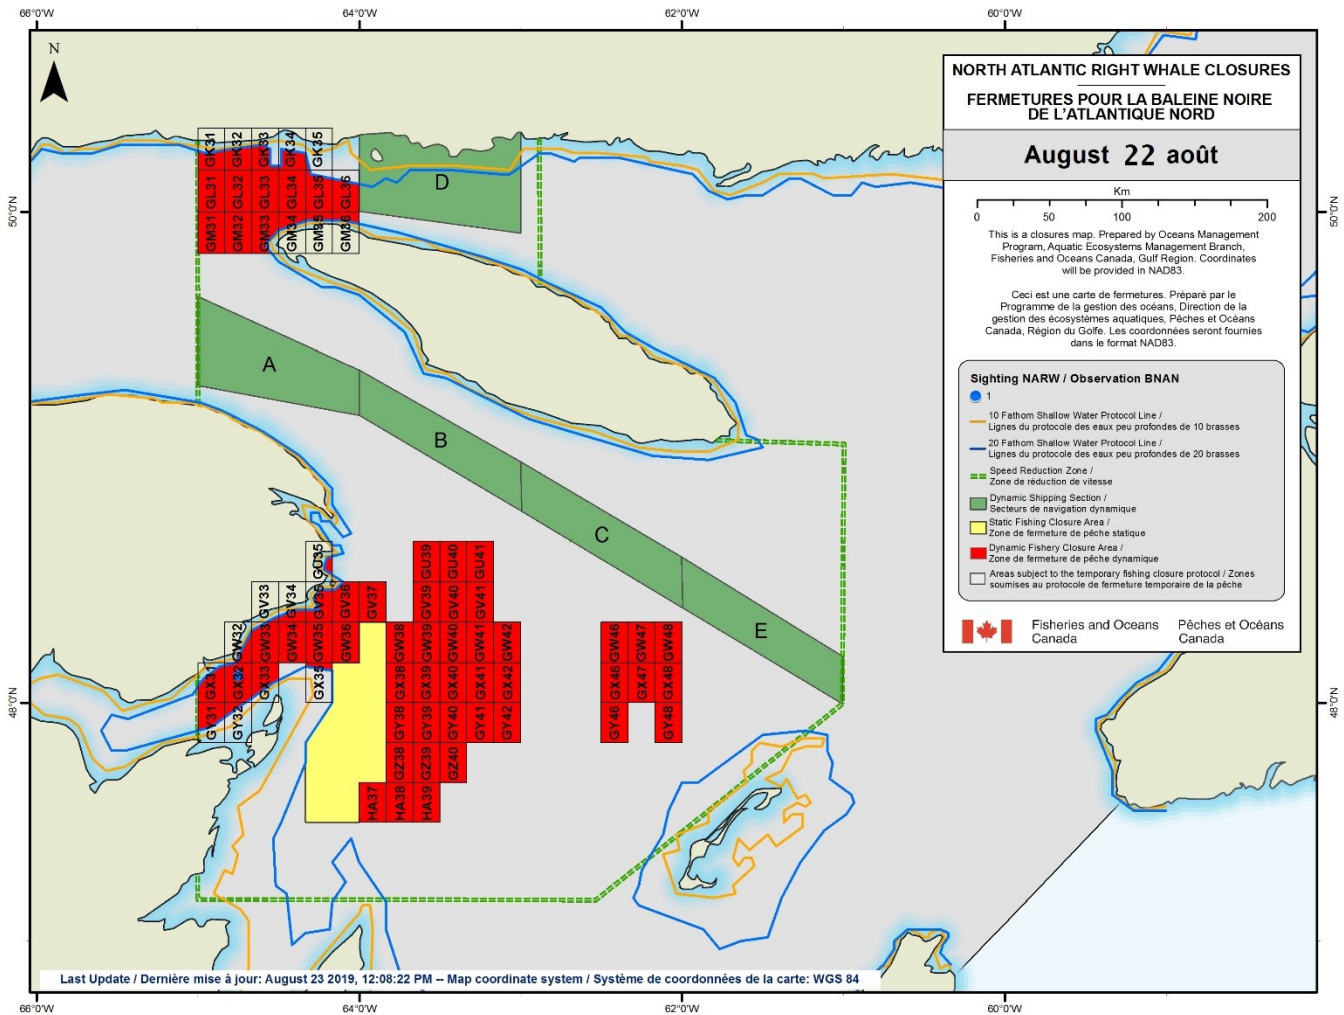 66°W
64°W
62°W
60°W
N
NORTH ATLANTIC RIGHT WHALE CLOSURES
FERMETURES POUR LA BALEINE NOIRE
DE L'ATLANTIQUE NORD
August 22 août
Km
0 50 100 200
This is a closures map. Prepared by Oceans Management
Program, Aquatic Ecosystems Management Branch,
Fisheries and Oceans Canada, Gulf Region. Coordinates
will be provided in NAD83.
Ceci est une carte de fermetures. Préparé par le
Programme de la gestion des océans, Direction de la
gestion des écosystèmes aquatiques, Pêches et Océans
Canada, Région du Golfe. Les coordonnées seront fournies
dans le format NAD83.
Sighting NARW / Observation BNAN
1
10 Fathom Shallow Water Protocol Line /
Lignes du protocole des eaux peu profondes de 10 brasses
20 Fathom Shallow Water Protocol Line /
Lignes du protocole des eaux peu profondes de 20 brasses
Speed Reduction Zone /
Zone de réduction de vitesse
Dynamic Shipping Section /
Secteurs de navigation dynamique
Static Fishing Closure Area /
Zone de fermeture de pêche statique
Dynamic Fishery Closure Area /
Zone de fermeture de pêche dynamique
Areas subject to the temporary fishing closure protocol / Zones
soumises au protocole de fermeture temporaire de la pêche
Fisheries and Oceans Pêches et Océans
Canada Canada
50°N
50°N
48°N
48°N
GK31 GK32 GK33 GK34 GK35
GL31 GL32 GL33 GL34 GL35 GL36
GM31 GM32 GM33 GM34 GM35 GM36
D
A
B
C
E
GU35 GU39 GU40 GU41
GV33 GV34 GV35 GV36 GV37 GV39 GV40 GV41
GW32 GW33 GW34 GW35 GW36 GW38 GW39 GW40 GW41 GW42 GW46 GW47 GW48
GX31 GX32 GX33 GX35 GX38 GX39 GX40 GX41 GX42 GX46 GX47 GX48
GY31 GY32 GY38 GY39 GY40 GY41 GY42 GY46 GY48
GZ38 GZ39 GZ40
HA37 HA38 HA39
Last Update / Dernière mise à jour: August 23 2019, 12:08:22 PM -- Map coordinate system / Système de coordonnées de la carte: WGS 84
66°W
64°W
62°W
60°W